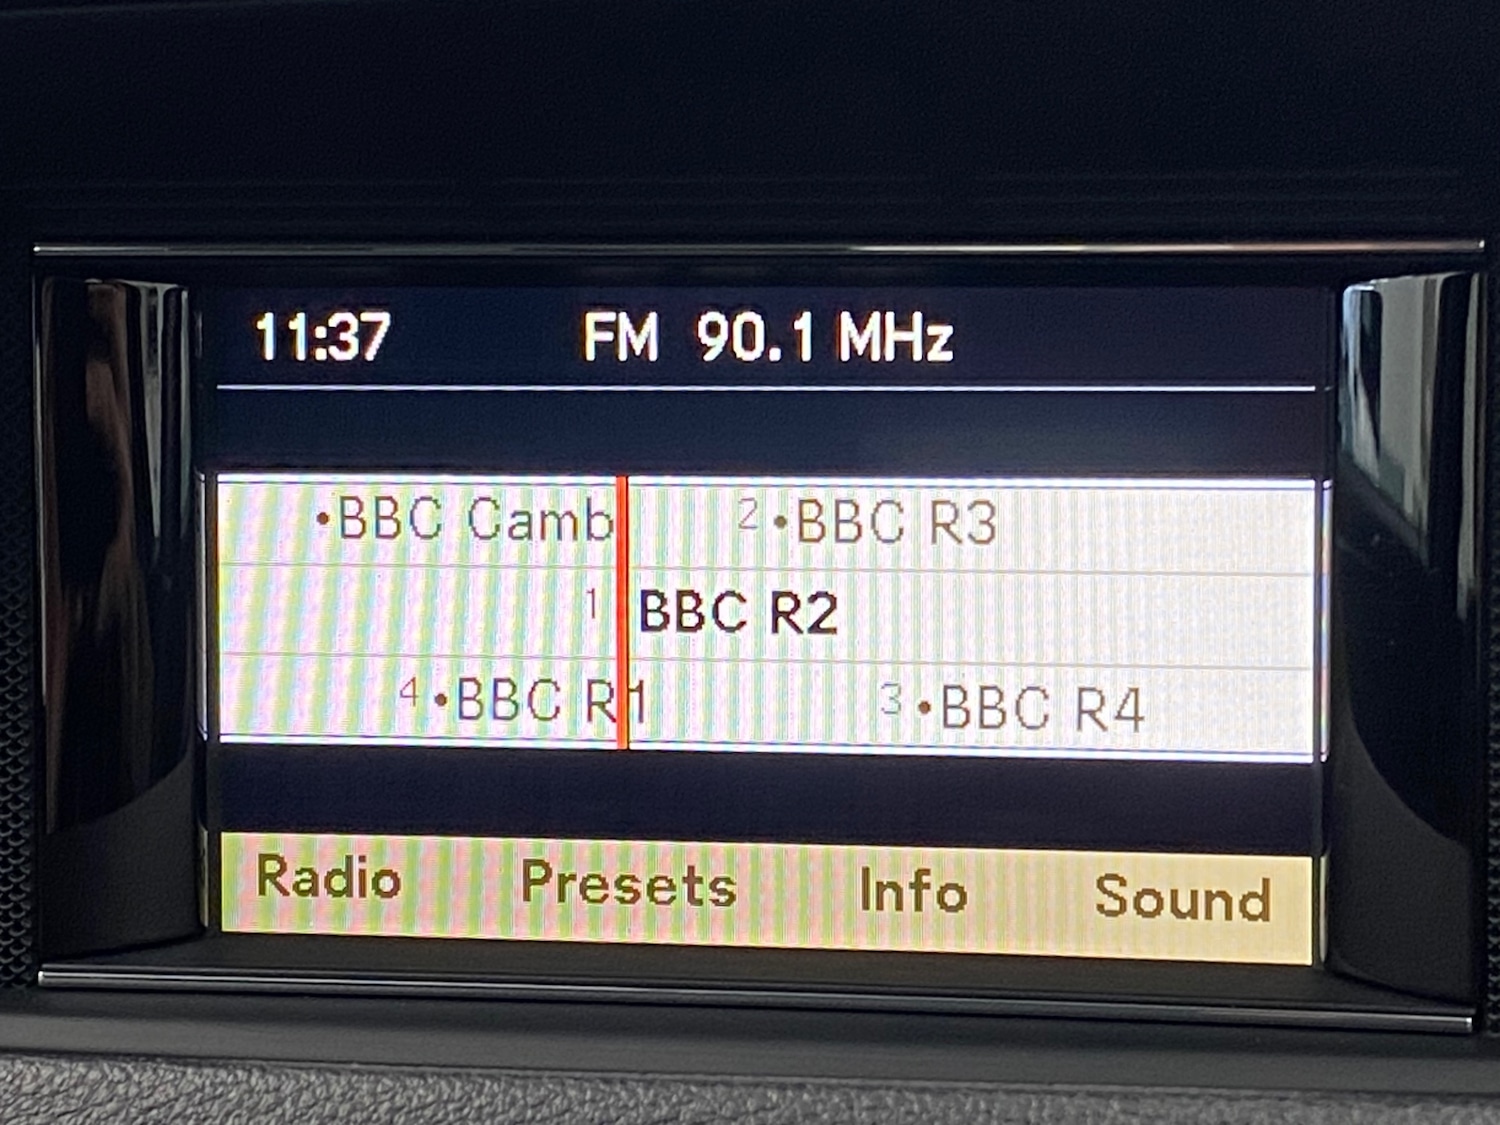 11:37 FM 90.1 MHz
•BBC Camb 2 •BBC R3
1 BBC R2
4 •BBC R1 3 •BBC R4
Radio Presets Info Sound